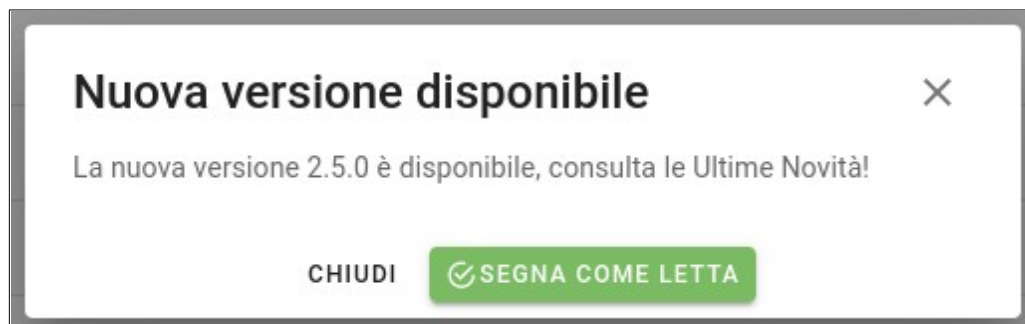 Nuova versione disponibile
La nuova versione 2.5.0 è disponibile, consulta le Ultime Novità!
CHIUDI
SEGNA COME LETTA